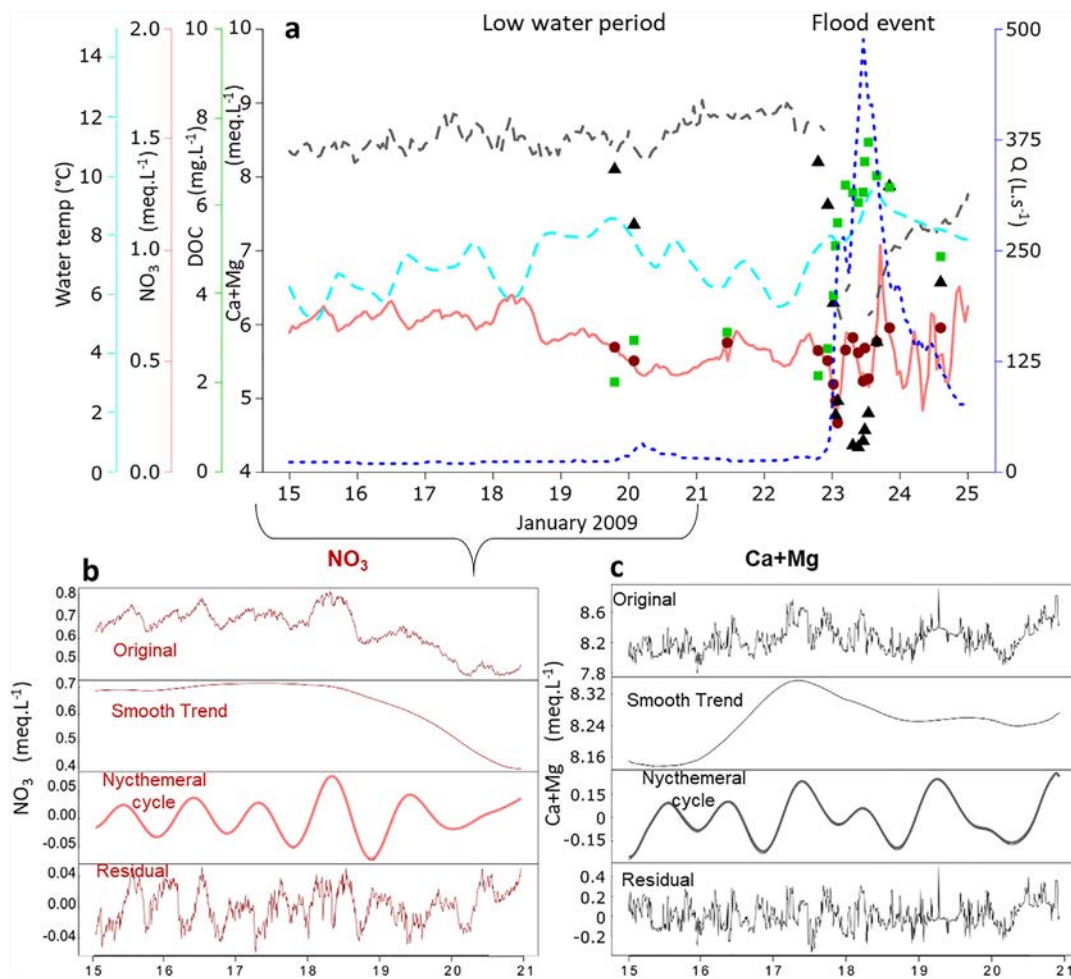 a
Low water period
Flood event
Water temp (°C)
14
12
10
8
6
4
2
0
NO3 (meq.L-1)
2.0
1.5
1.0
0.5
0.0
DOC (mg.L-1)
10
8
6
4
2
0
Ca+Mg (meq.L-1)
10
9
8
7
6
5
4
500
375
250
125
0
Q (L.s-1)
15 16 17 18 19 20 21 22 23 24 25
January 2009
b
NO3
NO3 (meq.L-1)
0.8
0.7
0.6
0.5
Original
0.7
0.6
0.5
0.4
Smooth Trend
0.05
0.00
-0.05
Nycthemeral
cycle
0.04
0.00
-0.04
Residual
15 16 17 18 19 20 21
c
Ca+Mg
Ca+Mg (meq.L-1)
8.6
8.2
7.8
Original
8.32
8.24
8.16
Smooth Trend
0.15
0
-0.15
Nycthemeral
cycle
0.4
0.2
0
-0.2
Residual
15 16 17 18 19 20 21